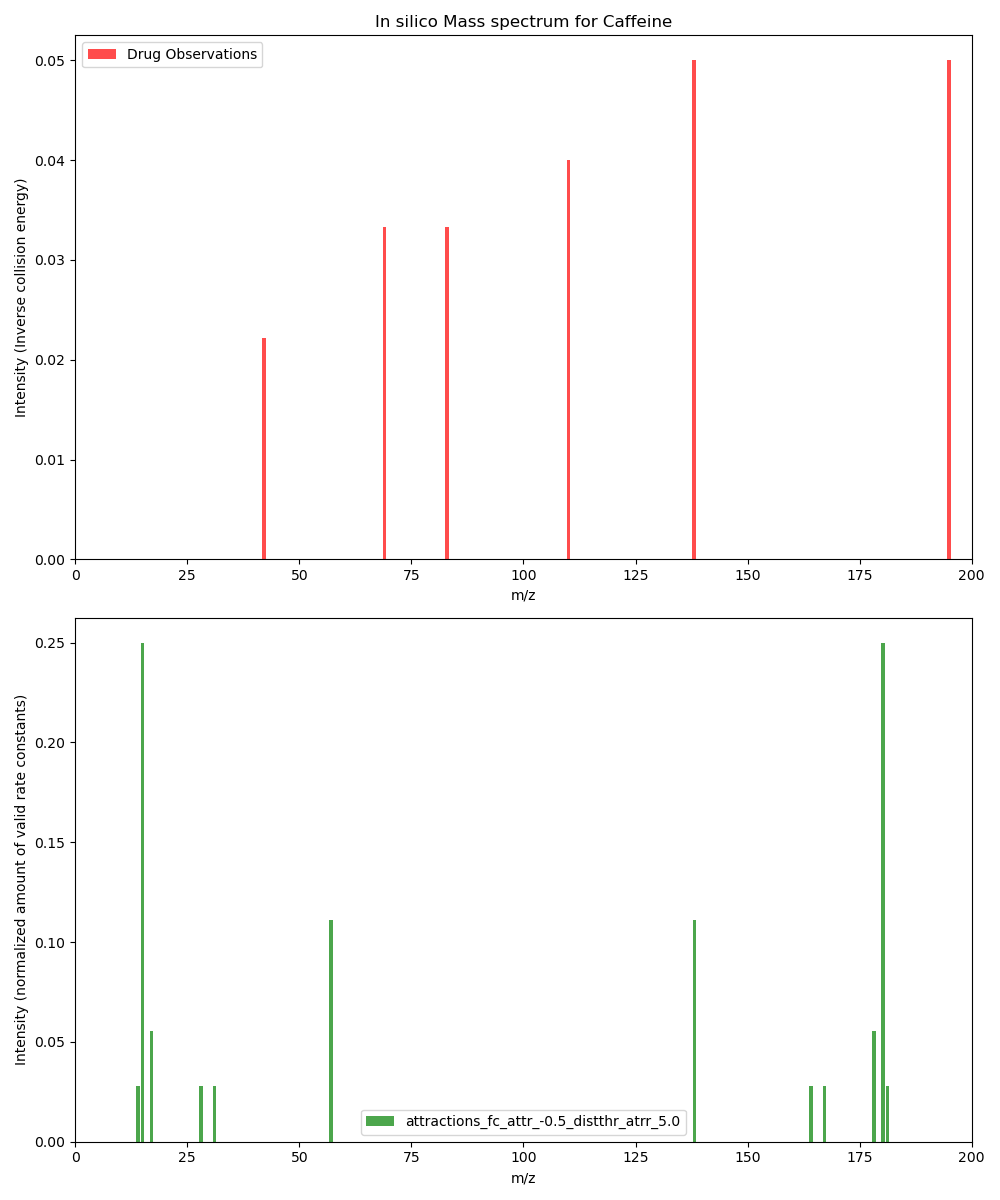 In silico Mass spectrum for Caffeine
Drug Observations
Intensity (Inverse collision energy)
0.05
0.04
0.03
0.02
0.01
0.00
0 25 50 75 100 125 150 175 200
m/z
Intensity (normalized amount of valid rate constants)
0.25
0.20
0.15
0.10
0.05
0.00
attractions_fc_attr_-0.5_distthr_atrr_5.0
0 25 50 75 100 125 150 175 200
m/z